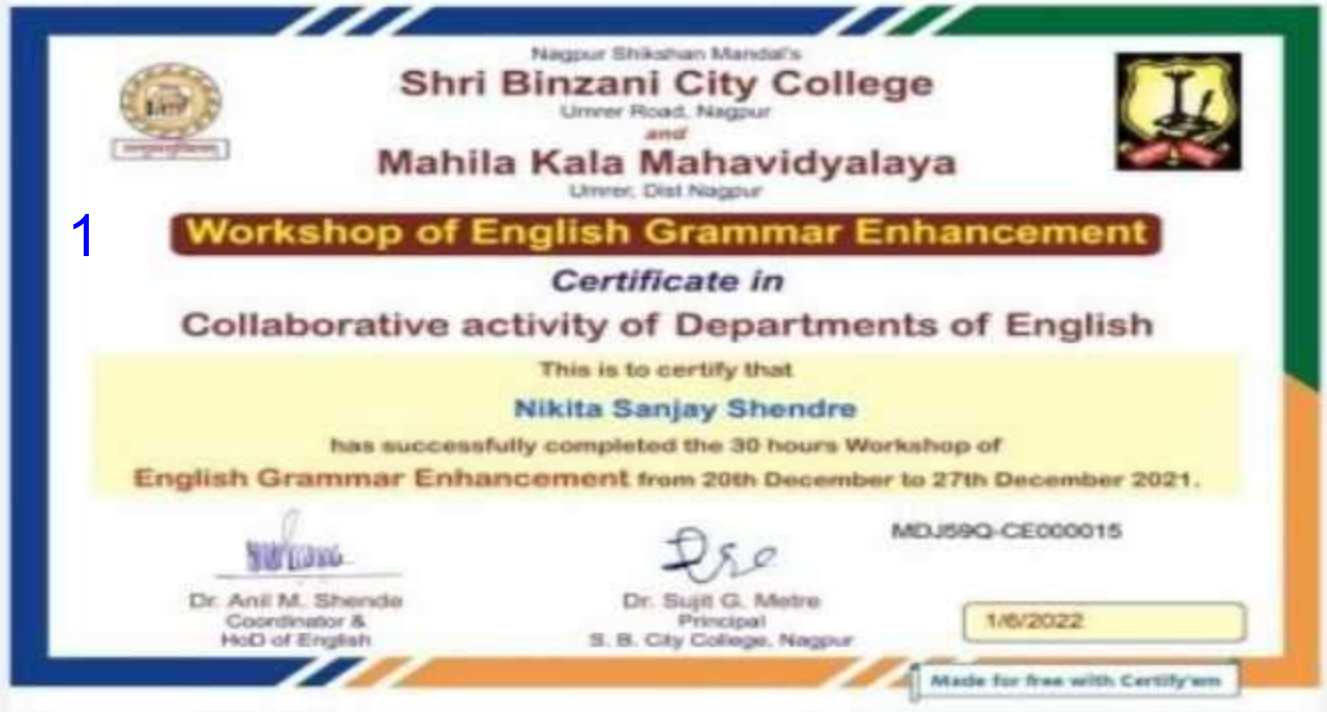 Nagpur Shikshan Mandal's
Shri Binzani City College
Umrer Road, Nagpur
and
Mahila Kala Mahavidyalaya
Umrer, Dist Nagpur
1
Workshop of English Grammar Enhancement
Certificate in
Collaborative activity of Departments of English
This is to certify that
Nikita Sanjay Shendre
has successfully completed the 30 hours Workshop of
English Grammar Enhancement from 20th December to 27th December 2021.
MDJ59Q-CE000015
Dr. Anil M. Shende
Coordinator &
HoD of English
Dr. Sujit G. Metre
Principal
S. B. City College, Nagpur
1/6/2022
Made for free with Certify'em